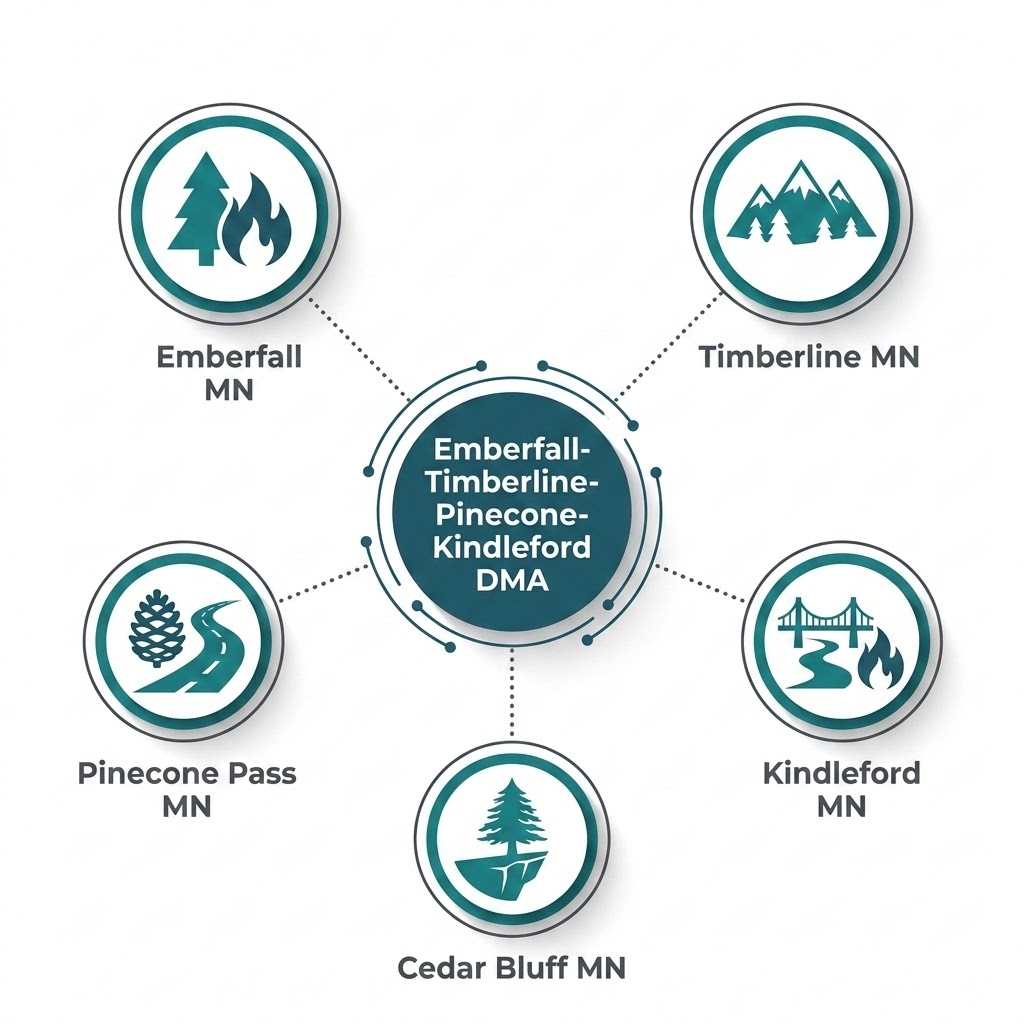 Emberfall
MN
Timberline MN
Emberfall-
Timberline-
Pinecone-
Kindleford
DMA
Pinecone Pass
MN
Kindleford
MN
Cedar Bluff MN